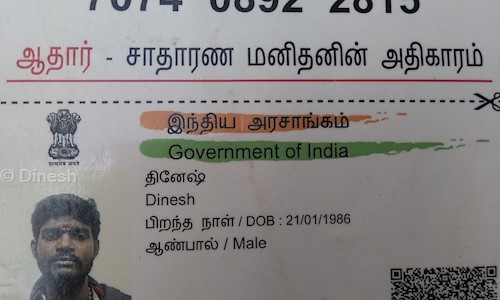 ஆதார் - சாதாரண மனிதனின் அதிகாரம்
இந்திய அரசாங்கம்
Government of India
© Dinesh
தினேஷ்
Dinesh
பிறந்த நாள் / DOB : 21/01/1986
ஆண்பால் / Male